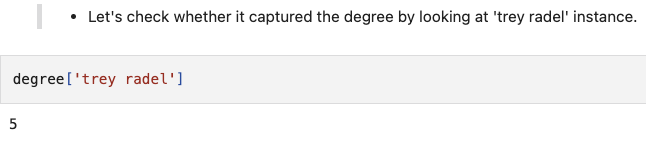 • Let's check whether it captured the degree by looking at 'trey radel' instance.
degree['trey radel']
5